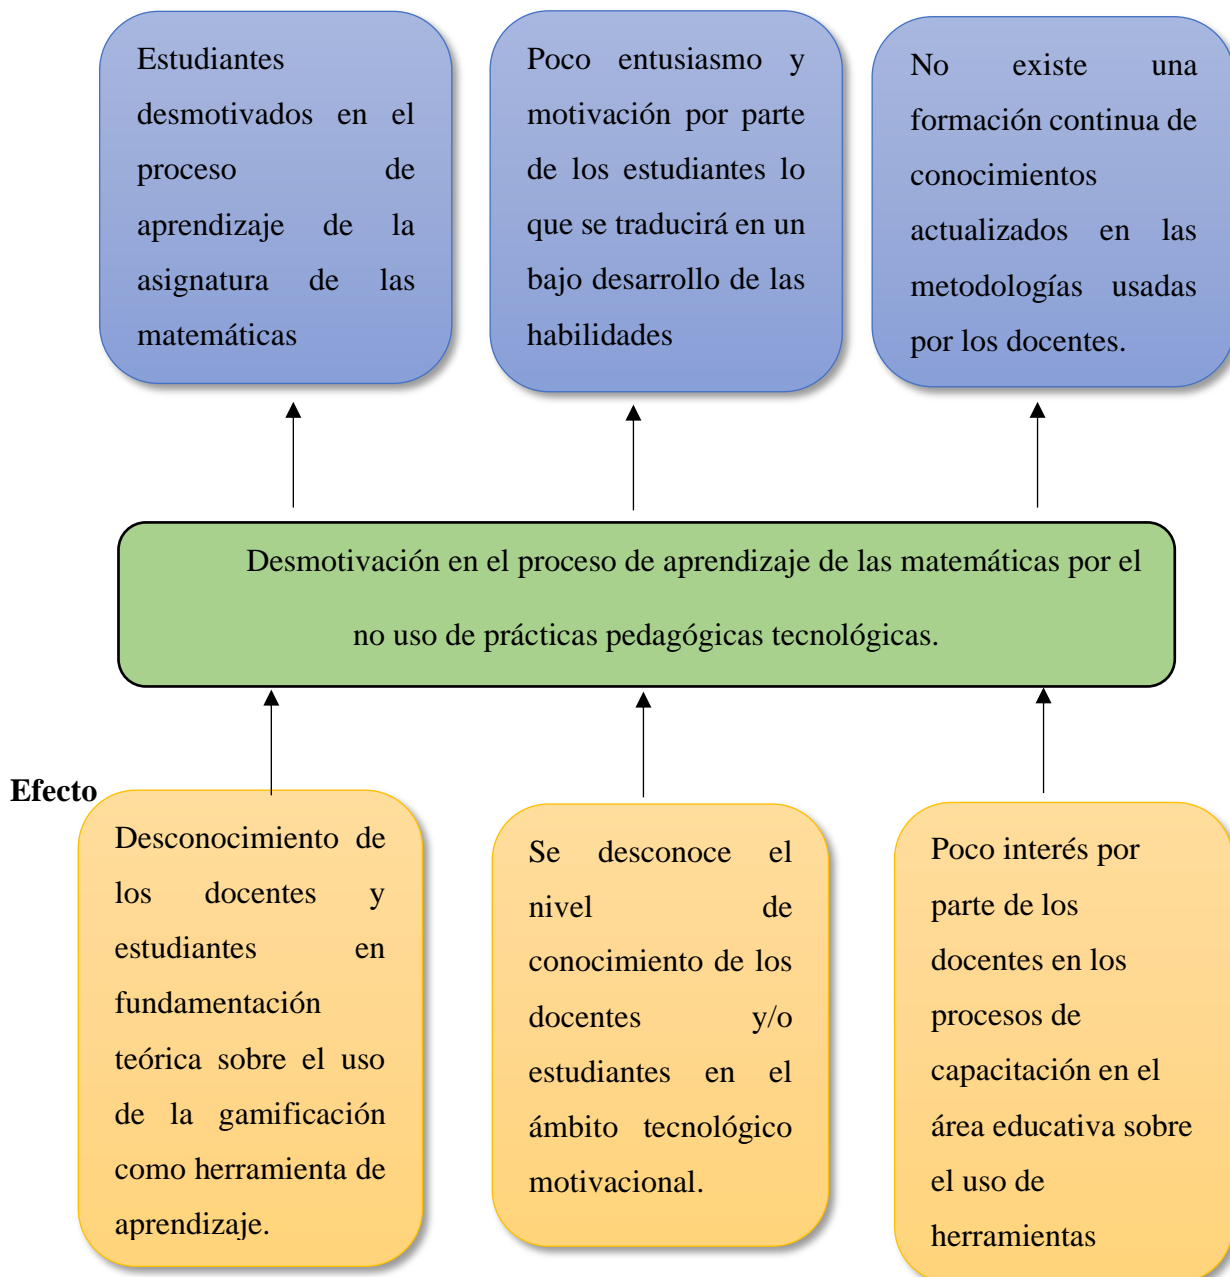 Estudiantes
desmotivados en el
proceso de
aprendizaje de la
asignatura de las
matemáticas
Poco entusiasmo y
motivación por parte
de los estudiantes lo
que se traducirá en un
bajo desarrollo de las
habilidades
No existe una
formación continua de
conocimientos
actualizados en las
metodologías usadas
por los docentes.
Desmotivación en el proceso de aprendizaje de las matemáticas por el
no uso de prácticas pedagógicas tecnológicas.
Efecto
Desconocimiento de
los docentes y
estudiantes en
fundamentación
teórica sobre el uso
de la gamificación
como herramienta de
aprendizaje.
Se desconoce el
nivel de
conocimiento de los
docentes y/o
estudiantes en el
ámbito tecnológico
motivacional.
Poco interés por
parte de los
docentes en los
procesos de
capacitación en el
área educativa sobre
el uso de
herramientas